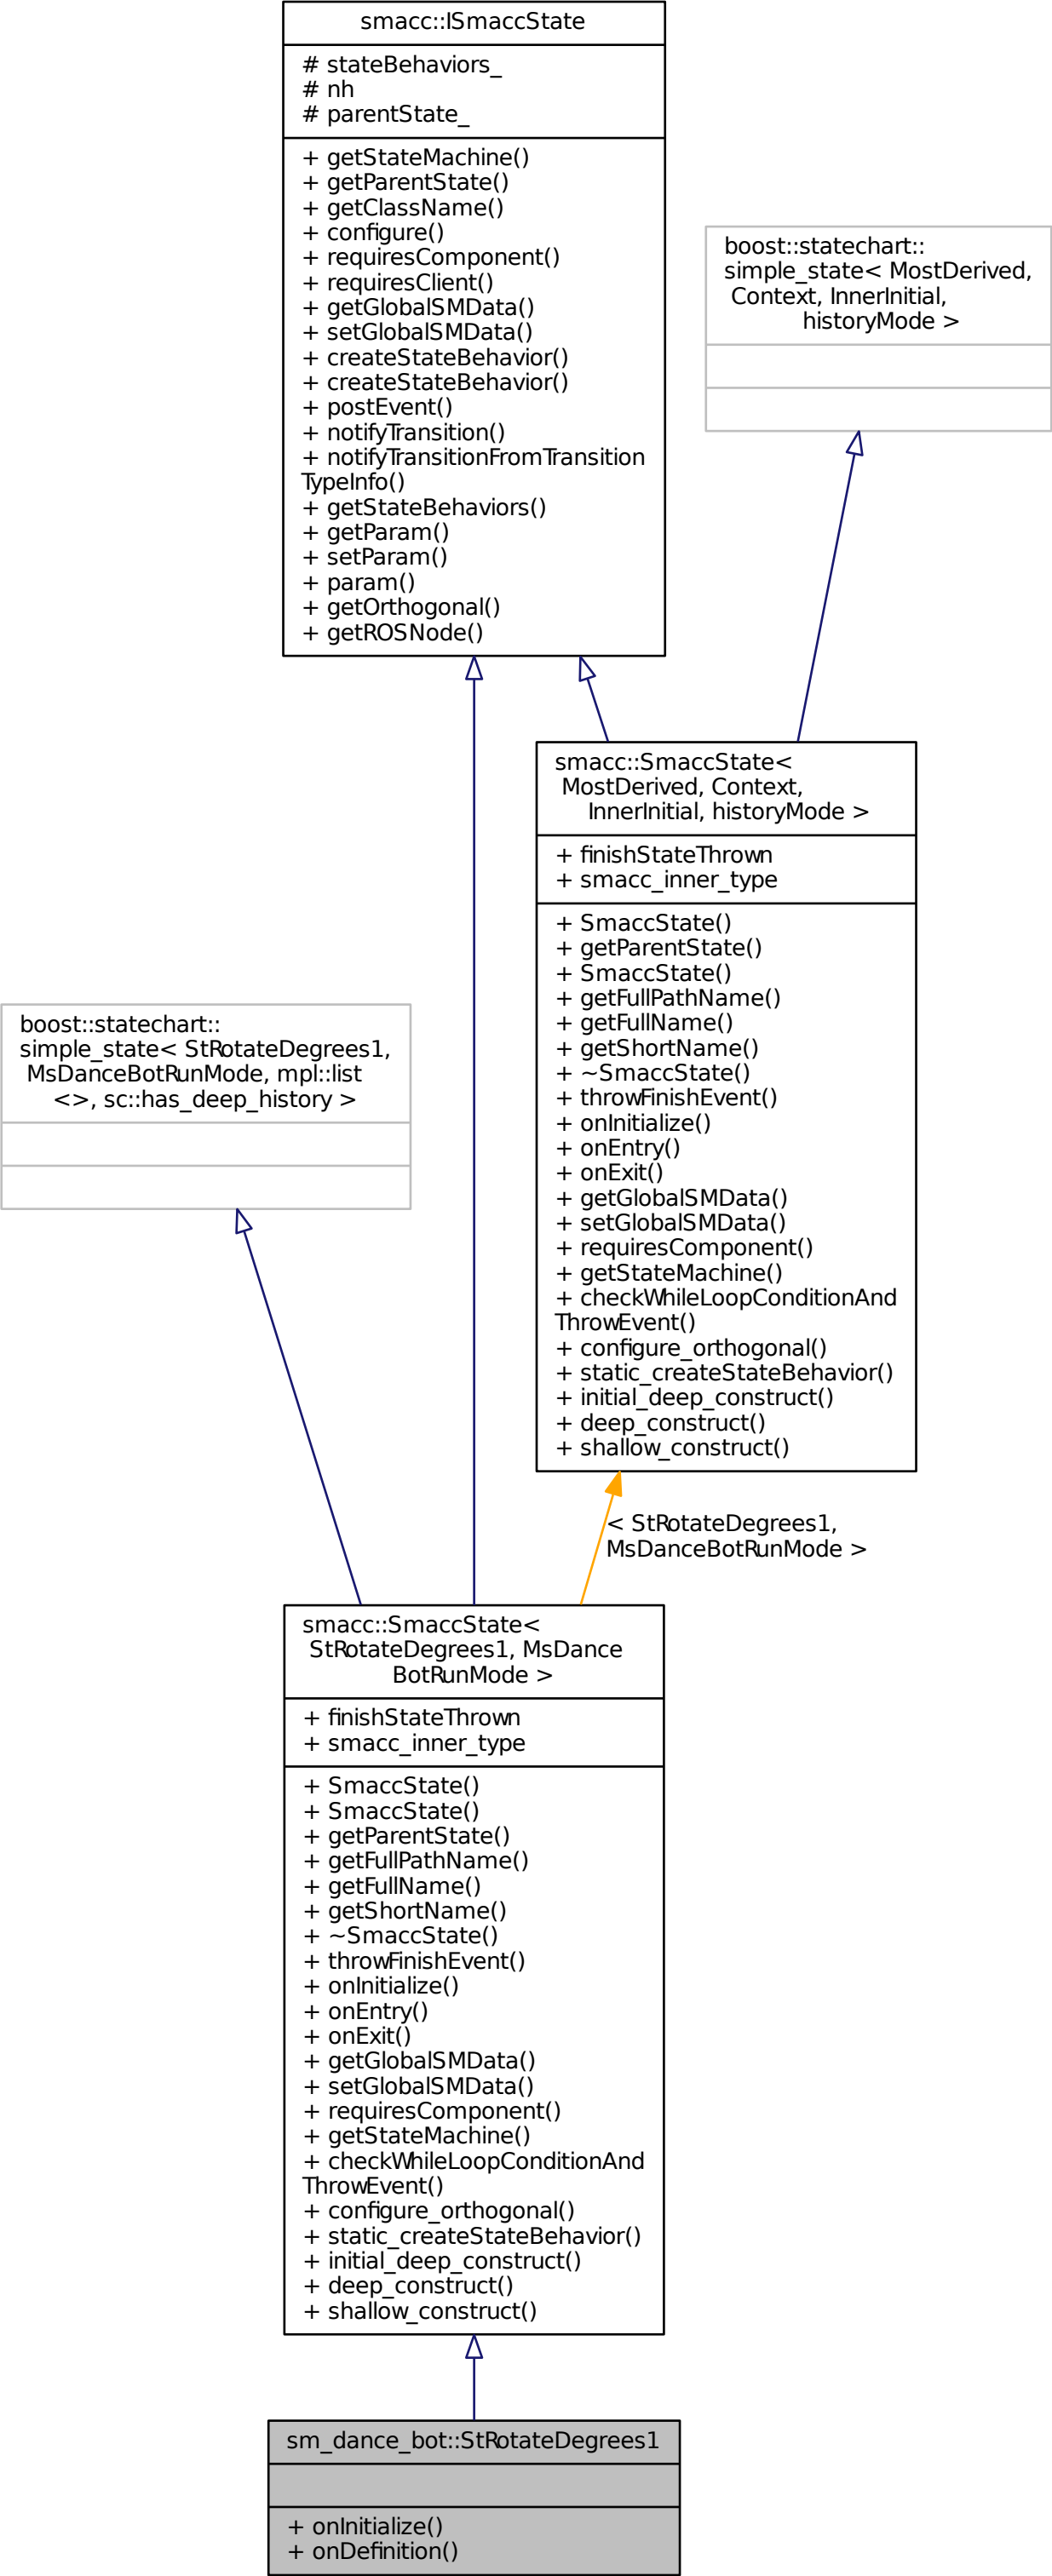 smacc::ISmaccState
# stateBehaviors_
# nh
# parentState_
+ getStateMachine()
+ getParentState()
+ getClassName()
+ configure()
+ requiresComponent()
+ requiresClient()
+ getGlobalSMData()
+ setGlobalSMData()
+ createStateBehavior()
+ createStateBehavior()
+ postEvent()
+ notifyTransition()
+ notifyTransitionFromTransition
TypeInfo()
+ getStateBehaviors()
+ getParam()
+ setParam()
+ param()
+ getOrthogonal()
+ getROSNode()
boost::statechart::
simple_state< MostDerived,
Context, InnerInitial,
historyMode >
smacc::SmaccState<
MostDerived, Context,
InnerInitial, historyMode >
+ finishStateThrown
+ smacc_inner_type
+ SmaccState()
+ getParentState()
+ SmaccState()
+ getFullPathName()
+ getFullName()
+ getShortName()
+ ~SmaccState()
+ throwFinishEvent()
+ onInitialize()
+ onEntry()
+ onExit()
+ getGlobalSMData()
+ setGlobalSMData()
+ requiresComponent()
+ getStateMachine()
+ checkWhileLoopConditionAnd
ThrowEvent()
+ configure_orthogonal()
+ static_createStateBehavior()
+ initial_deep_construct()
+ deep_construct()
+ shallow_construct()
boost::statechart::
simple_state< StRotateDegrees1,
MsDanceBotRunMode, mpl::list
<>, sc::has_deep_history >
< StRotateDegrees1,
MsDanceBotRunMode >
smacc::SmaccState<
StRotateDegrees1, MsDance
BotRunMode >
+ finishStateThrown
+ smacc_inner_type
+ SmaccState()
+ SmaccState()
+ getParentState()
+ getFullPathName()
+ getFullName()
+ getShortName()
+ ~SmaccState()
+ throwFinishEvent()
+ onInitialize()
+ onEntry()
+ onExit()
+ getGlobalSMData()
+ setGlobalSMData()
+ requiresComponent()
+ getStateMachine()
+ checkWhileLoopConditionAnd
ThrowEvent()
+ configure_orthogonal()
+ static_createStateBehavior()
+ initial_deep_construct()
+ deep_construct()
+ shallow_construct()
sm_dance_bot::StRotateDegrees1
+ onInitialize()
+ onDefinition()